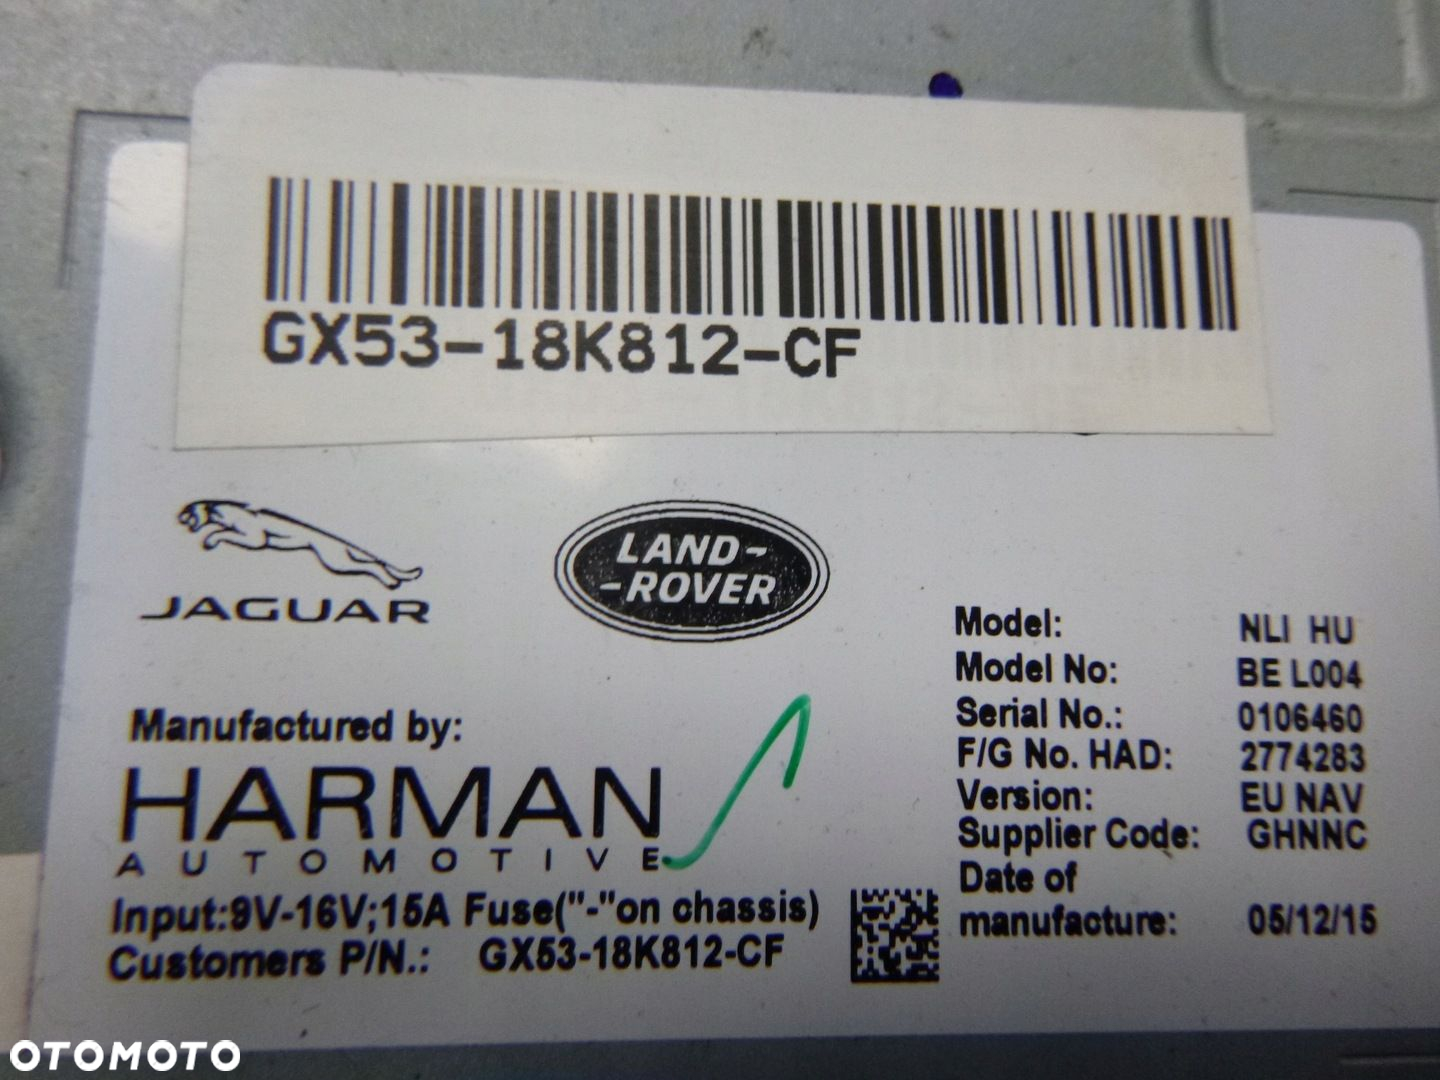 GX53-18K812-CF
JAGUAR
LAND-
-ROVER
Model: NLI HU
Model No: BE L004
Serial No.: 0106460
F/G No. HAD: 2774283
Version: EU NAV
Supplier Code: GHNNC
Date of
manufacture: 05/12/15
Manufactured by:
HARMAN
AUTOMOTIVE
Input:9V-16V;15A Fuse("-"on chassis)
Customers P/N.: GX53-18K812-CF
OTOMOTO